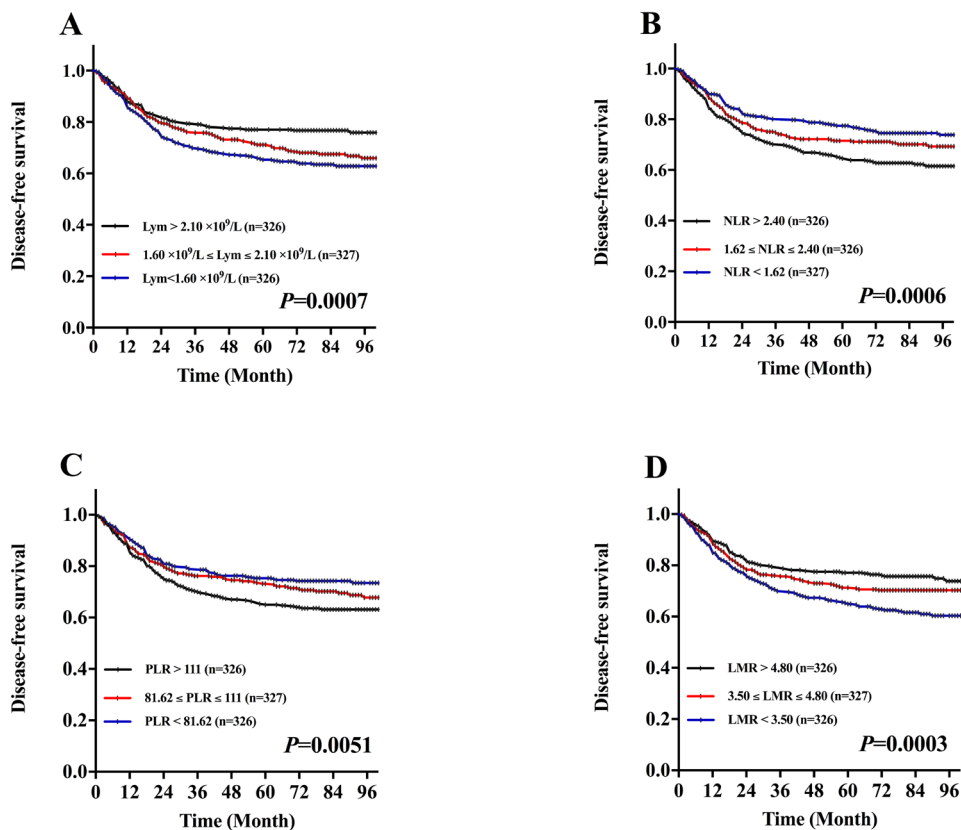 A
Disease-free survival
1.0
0.8
0.6
0.4
0.2
0.0
Lym > 2.10 ×10⁹/L (n=326)
1.60 ×10⁹/L ≤ Lym ≤ 2.10 ×10⁹/L (n=327)
Lym<1.60 ×10⁹/L (n=326)
P=0.0007
0 12 24 36 48 60 72 84 96
Time (Month)
B
Disease-free survival
1.0
0.8
0.6
0.4
0.2
0.0
NLR > 2.40 (n=326)
1.62 ≤ NLR ≤ 2.40 (n=326)
NLR < 1.62 (n=327)
P=0.0006
0 12 24 36 48 60 72 84 96
Time (Month)
C
Disease-free survival
1.0
0.8
0.6
0.4
0.2
0.0
PLR > 111 (n=326)
81.62 ≤ PLR ≤ 111 (n=327)
PLR < 81.62 (n=326)
P=0.0051
0 12 24 36 48 60 72 84 96
Time (Month)
D
Disease-free survival
1.0
0.8
0.6
0.4
0.2
0.0
LMR > 4.80 (n=326)
3.50 ≤ LMR ≤ 4.80 (n=327)
LMR < 3.50 (n=326)
P=0.0003
0 12 24 36 48 60 72 84 96
Time (Month)